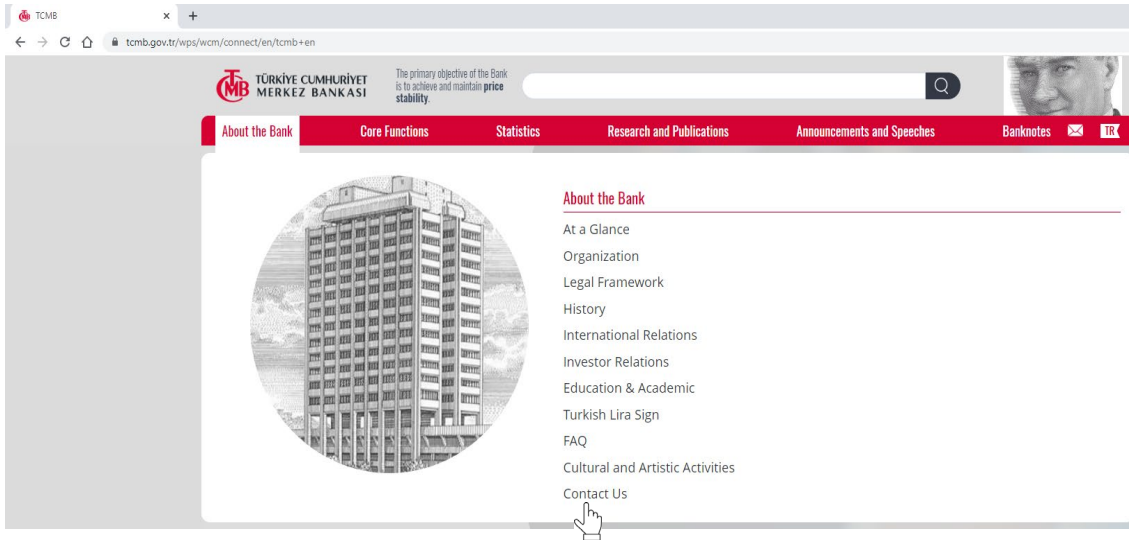 TCMB
tcmb.gov.tr/wps/wcm/connect/en/tcmb+en
TCMB
TÜRKİYE CUMHURİYET
MERKEZ BANKASI
The primary objective of the Bank
is to achieve and maintain price
stability.
About the Bank Core Functions Statistics Research and Publications Announcements and Speeches Banknotes TR
About the Bank
At a Glance
Organization
Legal Framework
History
International Relations
Investor Relations
Education & Academic
Turkish Lira Sign
FAQ
Cultural and Artistic Activities
Contact Us